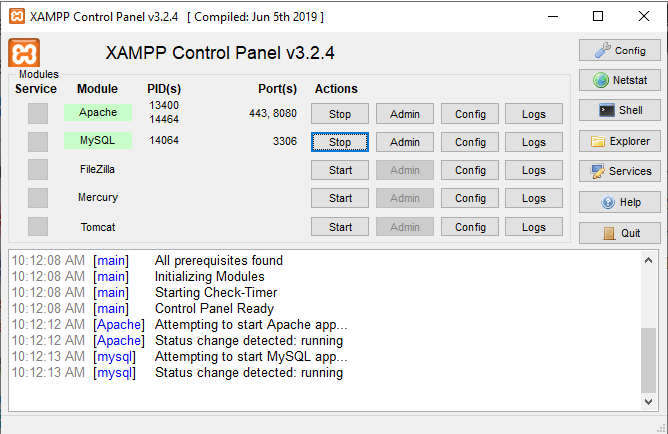 XAMPP Control Panel v3.2.4 [ Compiled: Jun 5th 2019 ]
XAMPP Control Panel v3.2.4
Config
Modules
Service Module PID(s) Port(s) Actions
Netstat
Apache 13400 14464 443, 8080 Stop Admin Config Logs
Shell
MySQL 14064 3306 Stop Admin Config Logs
Explorer
FileZilla Start Admin Config Logs
Services
Mercury Start Admin Config Logs
Help
Tomcat Start Admin Config Logs
Quit
10:12:08 AM [main] All prerequisites found
10:12:08 AM [main] Initializing Modules
10:12:08 AM [main] Starting Check-Timer
10:12:08 AM [main] Control Panel Ready
10:12:12 AM [Apache] Attempting to start Apache app...
10:12:12 AM [Apache] Status change detected: running
10:12:13 AM [mysql] Attempting to start MySQL app...
10:12:13 AM [mysql] Status change detected: running